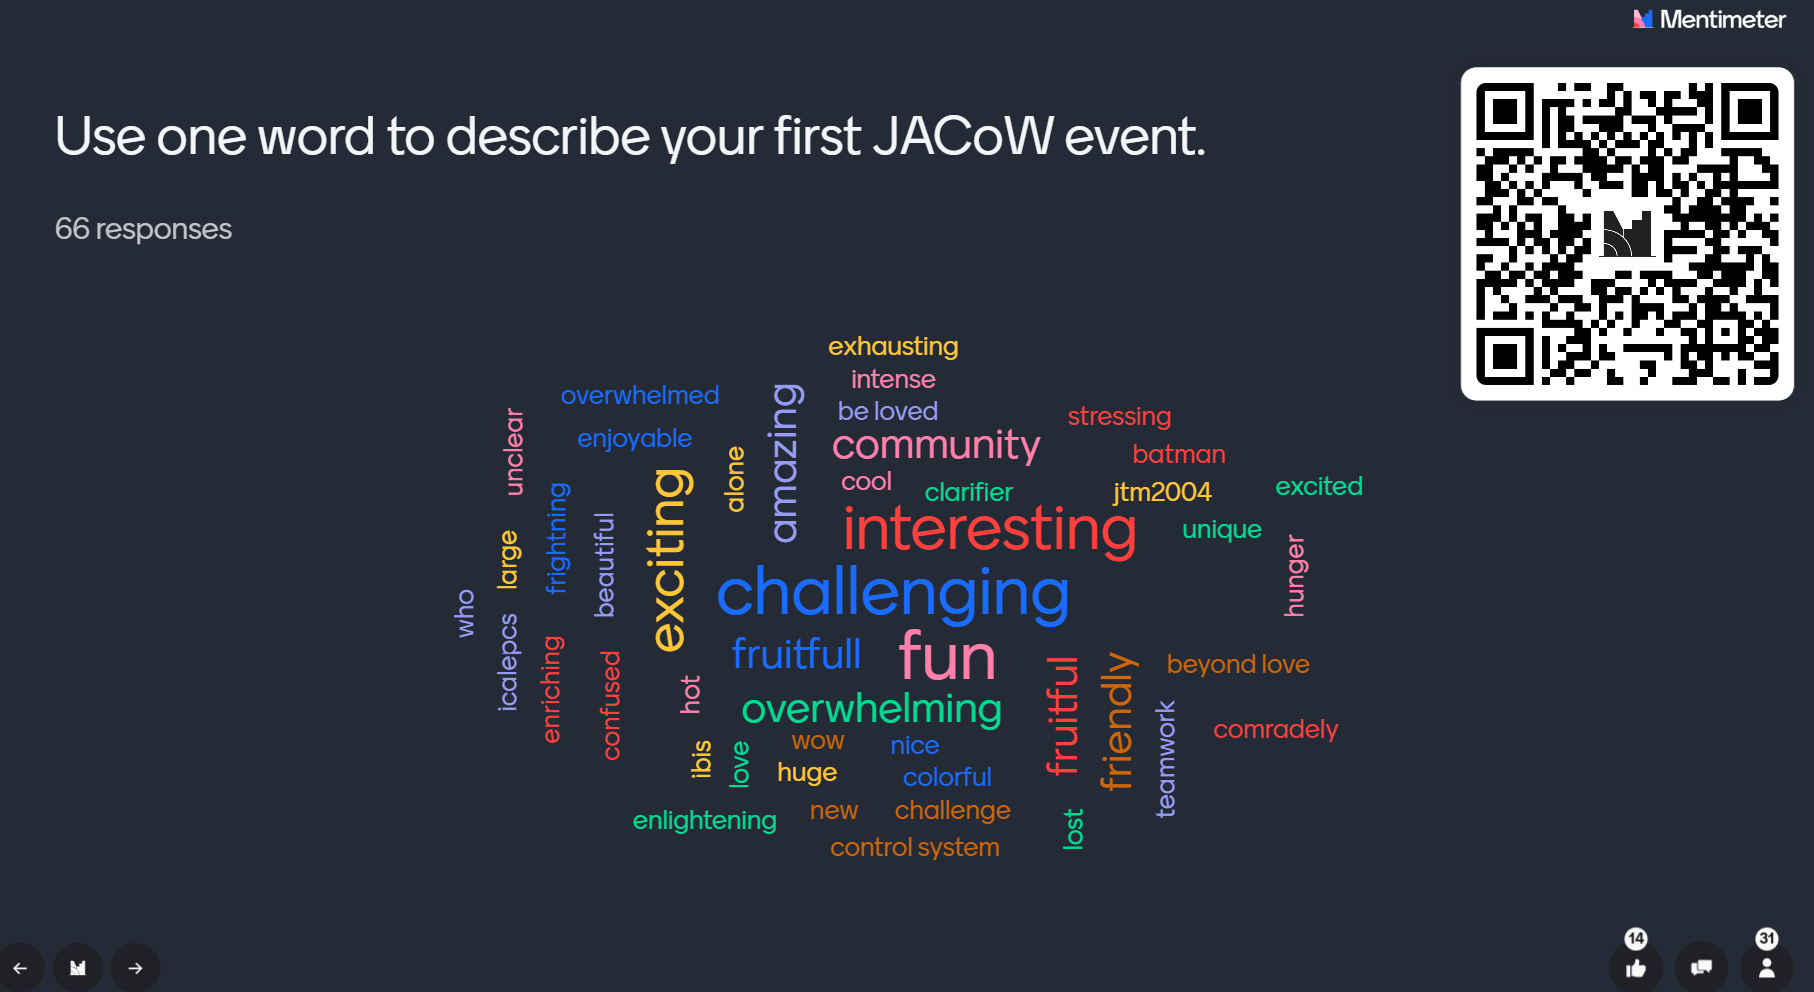 Mentimeter
Use one word to describe your first JACoW event.
66 responses
exhausting
intense
overwhelmed
amazing
be loved
unclear
stressing
enjoyable
community
alone
batman
exciting
cool
clarifier
jtm2004
excited
frightning
interesting
unique
beautiful
large
hunger
challenging
who
icalepcs
enriching
confused
fruitfull
fun
fruitful
friendly
beyond love
hot
overwhelming
teamwork
comradely
ibis
love
wow
nice
huge
colorful
enlightening
new
challenge
lost
control system
14
31